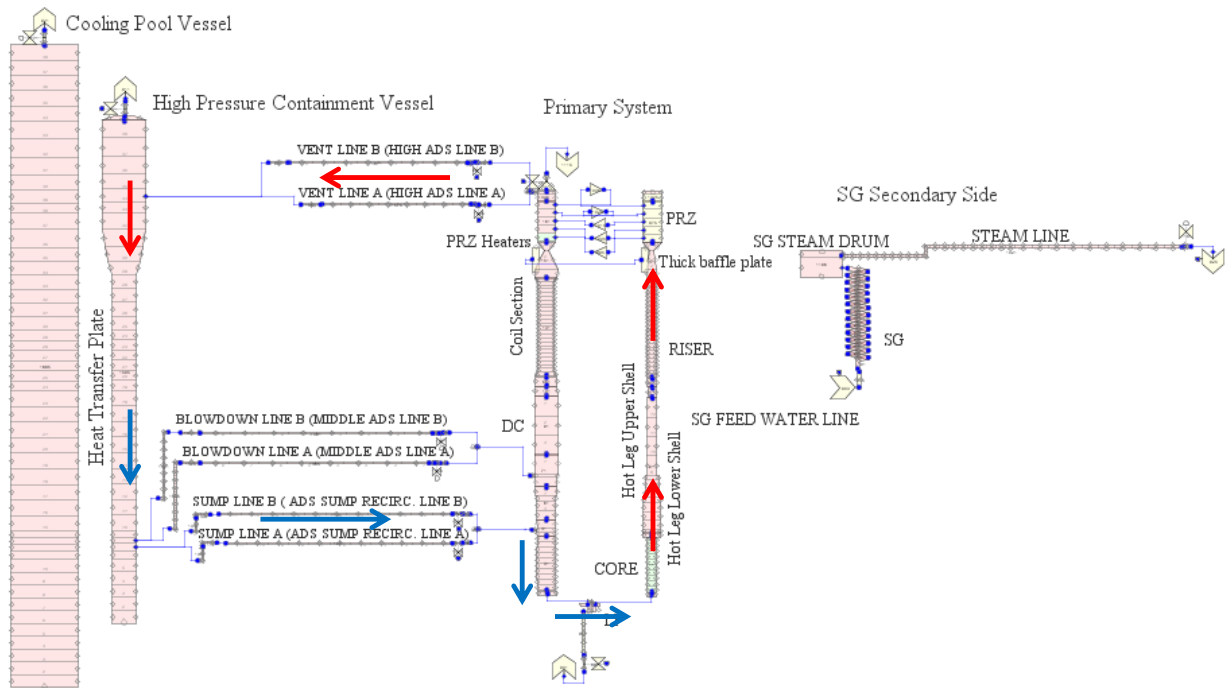 Cooling Pool Vessel
High Pressure Containment Vessel
Primary System
VENT LINE B (HIGH ADS LINE B)
VENT LINE A (HIGH ADS LINE A)
SG Secondary Side
PRZ
PRZ Heaters
Thick baffle plate
SG STEAM DRUM
STEAM LINE
Coil Section
RISER
SG
Heat Transfer Plate
Hot Leg Upper Shell
SG FEED WATER LINE
BLOWDOWN LINE B (MIDDLE ADS LINE B)
DC
BLOWDOWN LINE A (MIDDLE ADS LINE A)
Hot Leg Lower Shell
SUMP LINE B ( ADS SUMP RECIRC. LINE B)
SUMP LINE A (ADS SUMP RECIRC. LINE A)
CORE